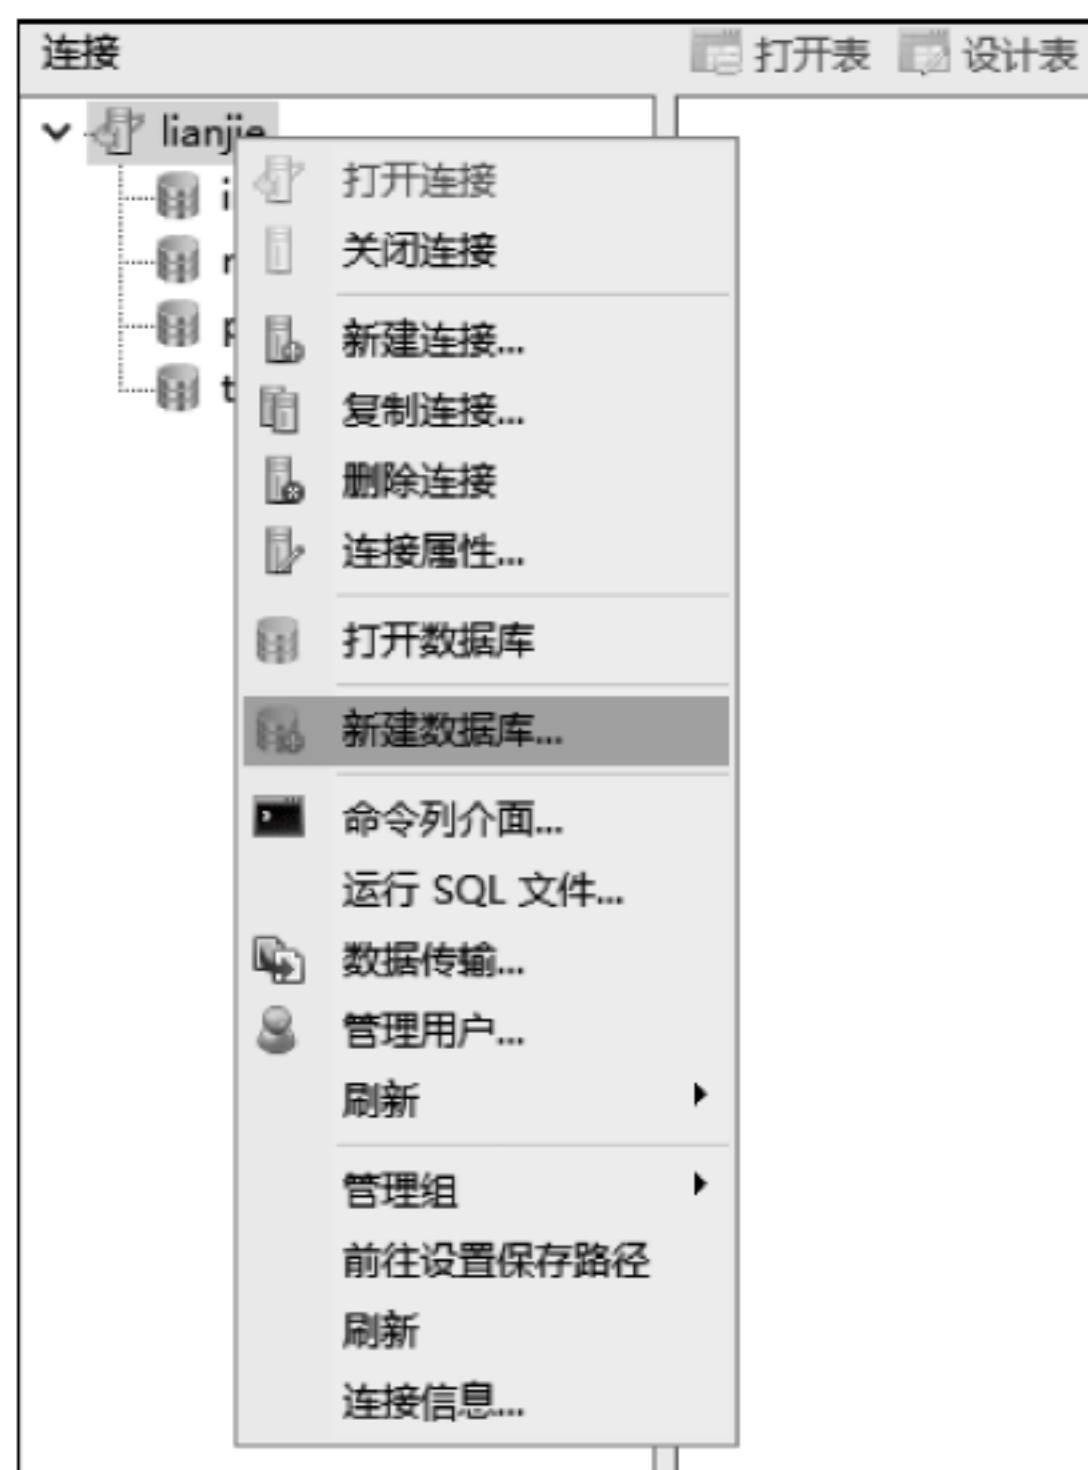 连接
打开表 设计表
lianjie
打开连接
关闭连接
新建连接...
复制连接...
删除连接
连接属性...
打开数据库
新建数据库...
命令列介面...
运行 SQL 文件...
数据传输...
管理用户...
刷新
管理组
前往设置保存路径
刷新
连接信息...